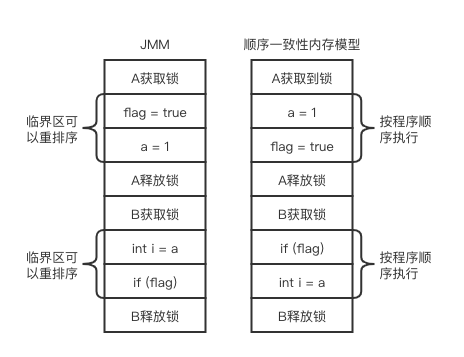 JMM
A获取锁
flag = true
a = 1
A释放锁
B获取锁
int i = a
if (flag)
B释放锁
临界区可
以重排序
临界区可
以重排序
顺序一致性内存模型
A获取到锁
a = 1
flag = true
A释放锁
B获取锁
if (flag)
int i = a
B释放锁
按程序顺
序执行
按程序顺
序执行